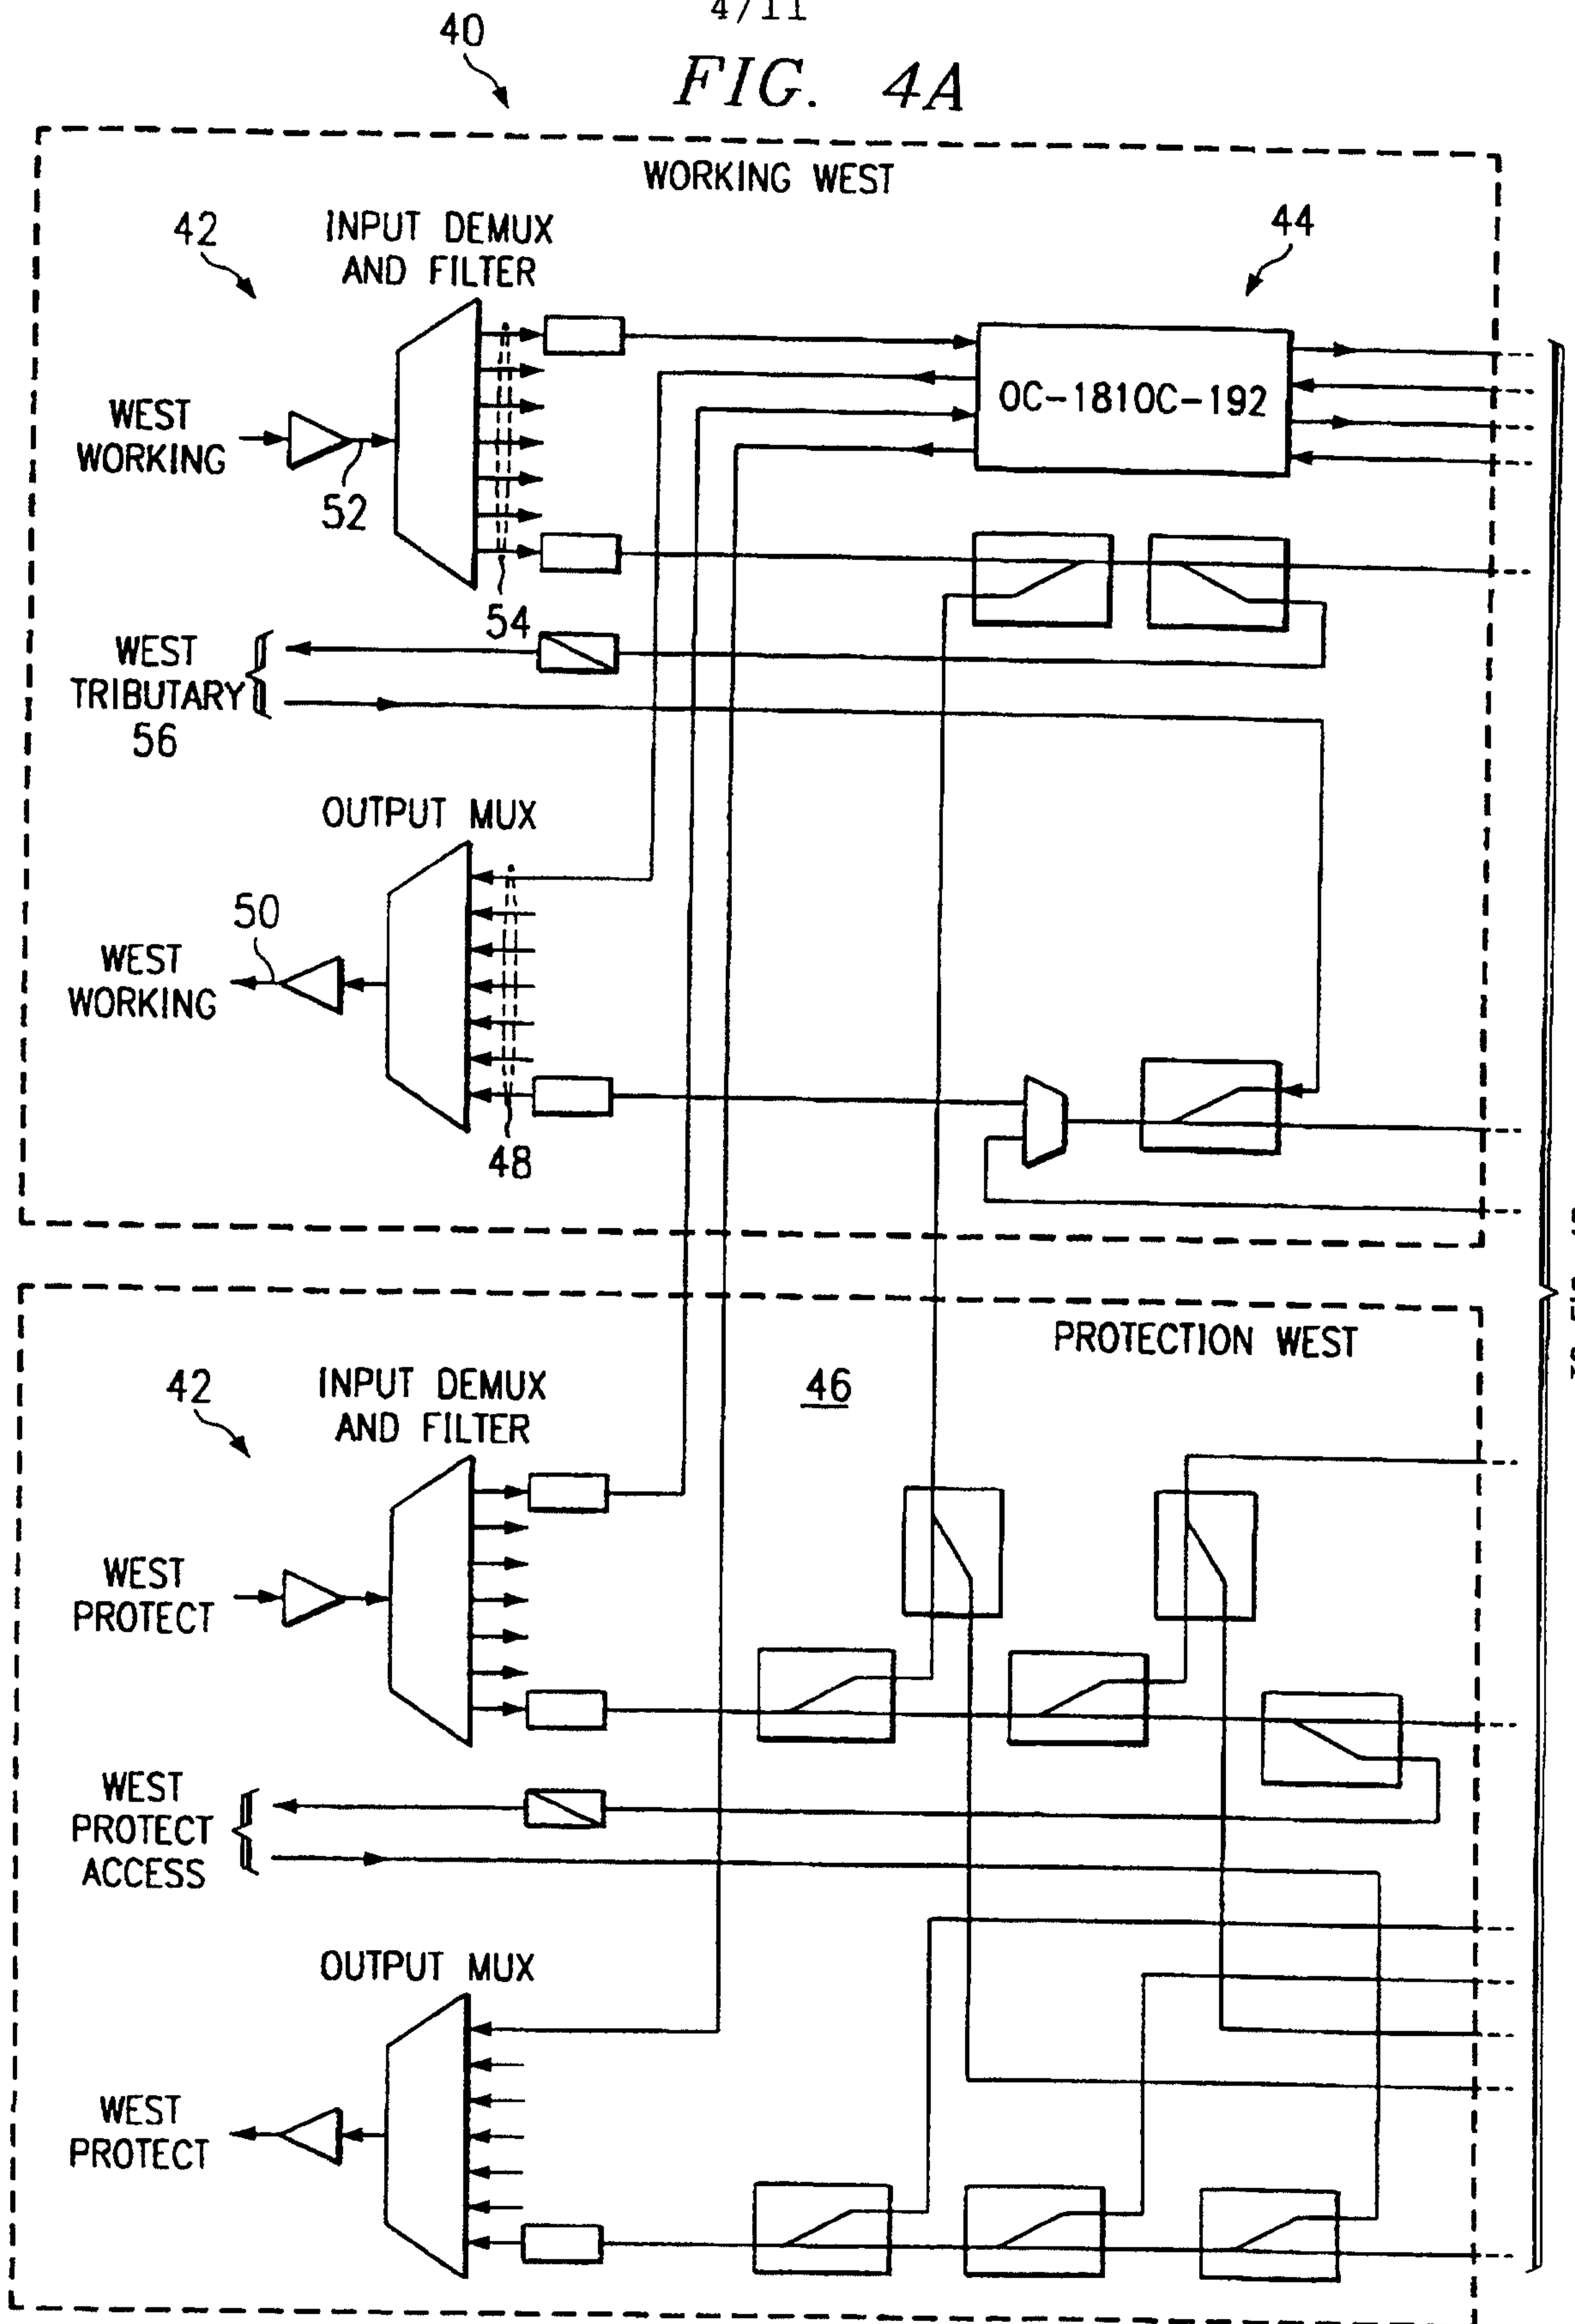 4/11
40
FIG. 4A
WORKING WEST
42
INPUT DEMUX
AND FILTER
44
WEST
WORKING
52
OC-1810C-192
54
WEST
TRIBUTARY
56
OUTPUT MUX
50
WEST
WORKING
48
PROTECTION WEST
42
INPUT DEMUX
AND FILTER
46
WEST
PROTECT
WEST
PROTECT
ACCESS
OUTPUT MUX
WEST
PROTECT